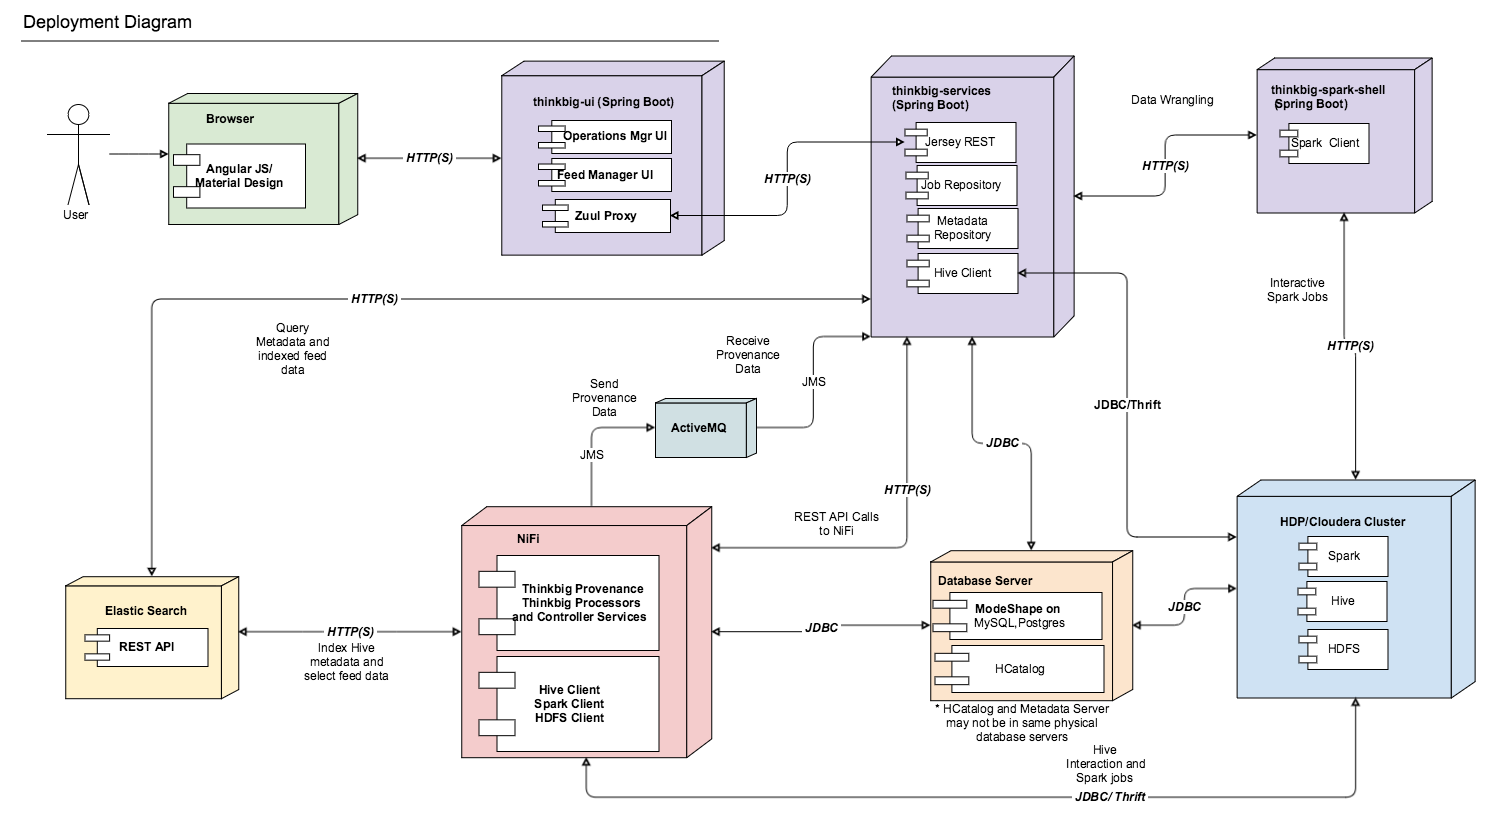 Deployment Diagram
User
Browser
Angular JS/
Material Design
HTTP(S)
thinkbig-ui (Spring Boot)
Operations Mgr UI
Feed Manager UI
Zuul Proxy
HTTP(S)
thinkbig-services
(Spring Boot)
Jersey REST
Job Repository
Metadata
Repository
Hive Client
Data Wrangling
HTTP(S)
thinkbig-spark-shell
(Spring Boot)
Spark Client
Interactive
Spark Jobs
HTTP(S)
HTTP(S)
Query
Metadata and
indexed feed
data
Receive
Provenance
Data
JMS
Send
Provenance
Data
JMS
ActiveMQ
JDBC/Thrift
JDBC
HTTP(S)
REST API Calls
to NiFi
Elastic Search
REST API
HTTP(S)
Index Hive
metadata and
select feed data
NiFi
Thinkbig Provenance
Thinkbig Processors
and Controller Services
Hive Client
Spark Client
HDFS Client
JDBC
Database Server
ModeShape on
MySQL,Postgres
HCatalog
* HCatalog and Metadata Server
may not be in same physical
database servers
JDBC
HDP/Cloudera Cluster
Spark
Hive
HDFS
Hive
Interaction and
Spark jobs
JDBC/ Thrift